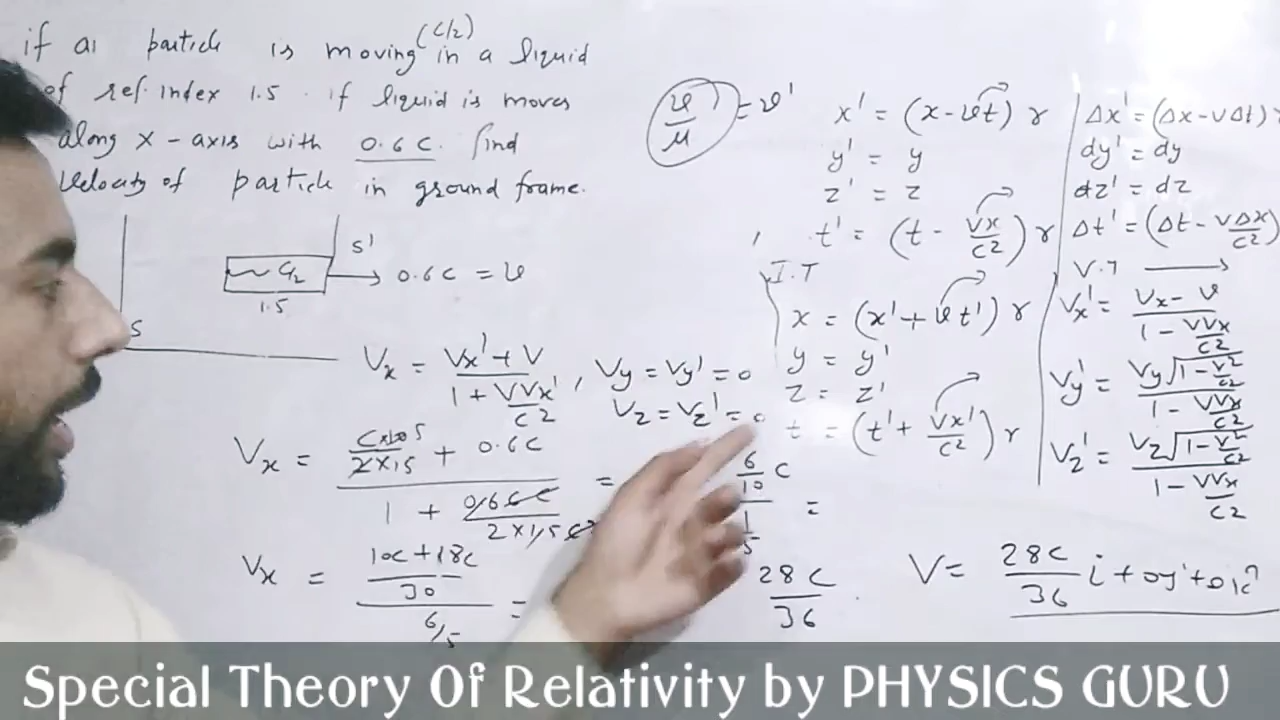 if a particle is moving (c/2) in a liquid
of ref. index 1.5. if liquid is moves
along x-axis with 0.6 C. find
Velocity of particle in ground frame.
S'
C/2 → 0.6C = v
1.5
S
Vx = Vx' + V / 1 + VVx'/C2 , Vy = Vy' = 0
Vz = Vz' = 0
Vx = C×10 5 / 2×15 + 0.6C / 1 + 0.6 C C / 2×1.5 C2 =
6/10 C
=
Vx = 10C+18C / 30 / 6/5 =
28C / 36
v/μ = v'
x' = (x - vt) γ
y' = y
z' = z
t' = (t - Vx/C2) γ
I.T
x = (x' + vt') γ
y = y'
z = z'
t = (t' + Vx'/C2) γ
Δx' = (Δx - VΔt) γ
dy' = dy
dz' = dz
Δt' = (Δt - VΔx/C2)
V.T →
Vx' = Vx - V / 1 - VVx/C2
Vy' = Vy√1-V2/C2 / 1 - VVx/C2
Vz' = Vz√1-V2/C2 / 1 - VVx/C2
V = 28C/36 i + 0j + 0k
Special Theory Of Relativity by PHYSICS GURU